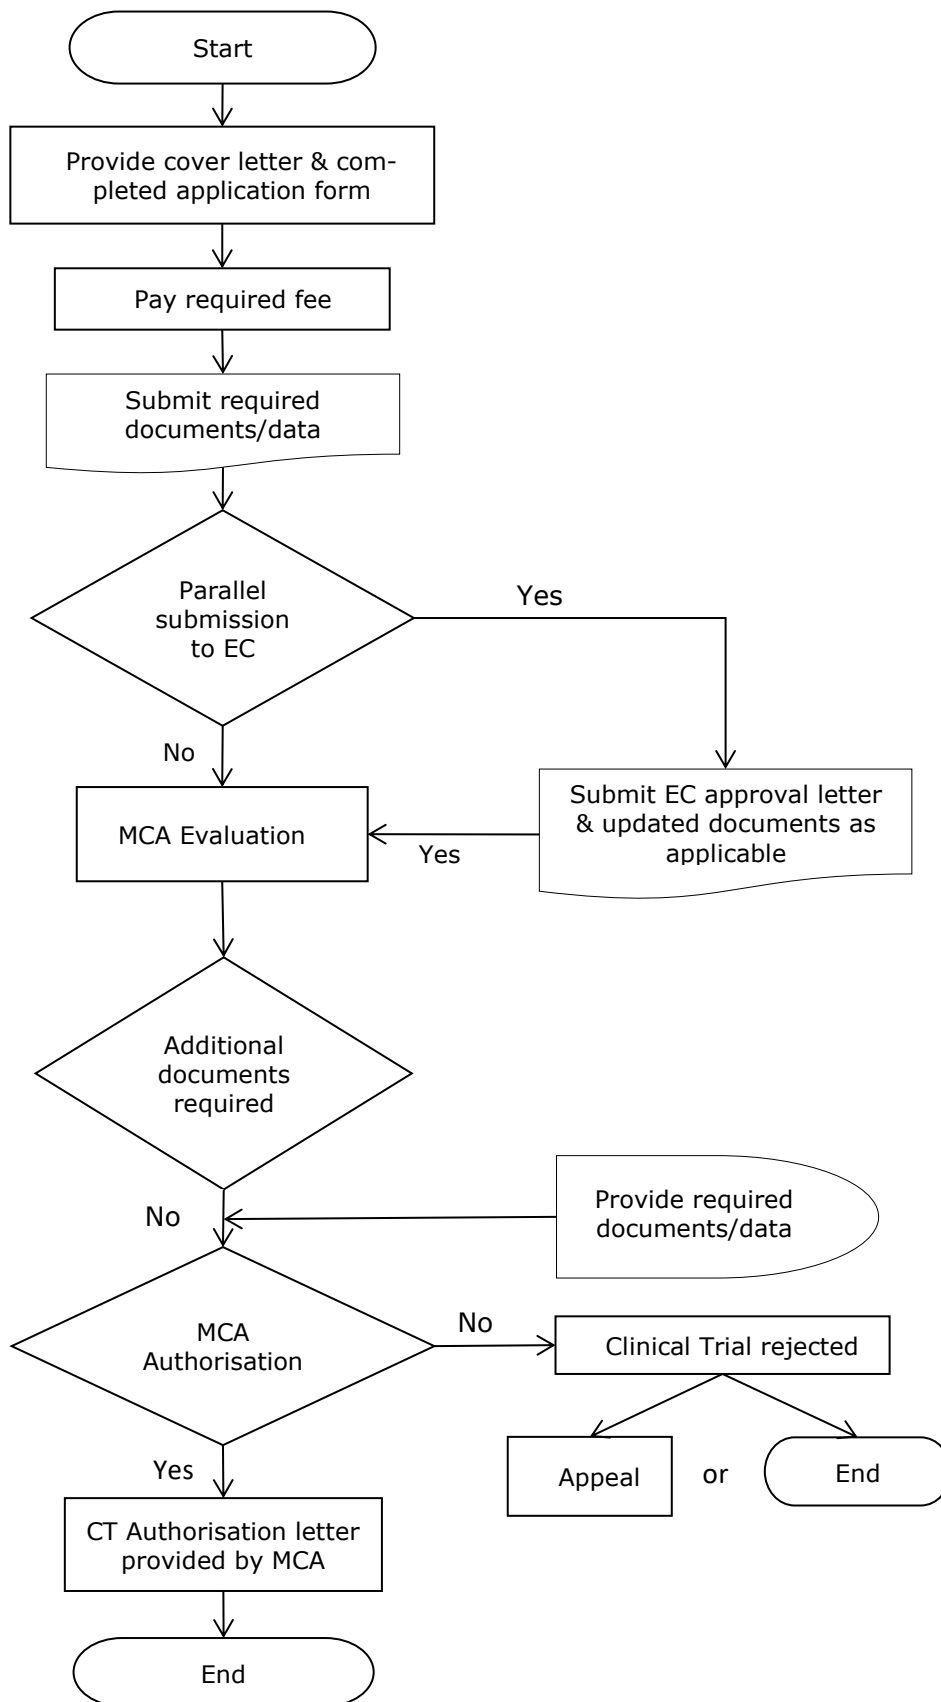 Start
Provide cover letter & com-
pleted application form
Pay required fee
Submit required
documents/data
Parallel
submission
to EC
Yes
No
MCA Evaluation
Yes
Submit EC approval letter
& updated documents as
applicable
Additional
documents
required
No
Provide required
documents/data
MCA
Authorisation
No
Clinical Trial rejected
Yes
Appeal
or
End
CT Authorisation letter
provided by MCA
End